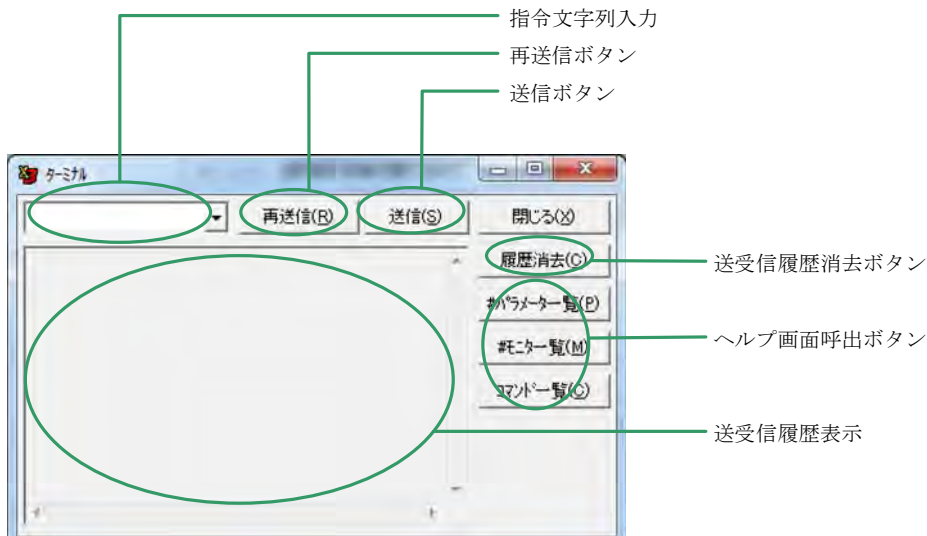 指令文字列入力
再送信ボタン
送信ボタン
ターミナル
再送信(R)
送信(S)
閉じる(X)
履歴消去(C)
送受信履歴消去ボタン
#パラメーター覧(P)
ヘルプ画面呼出ボタン
#モニター覧(M)
コマンド一覧(C)
送受信履歴表示